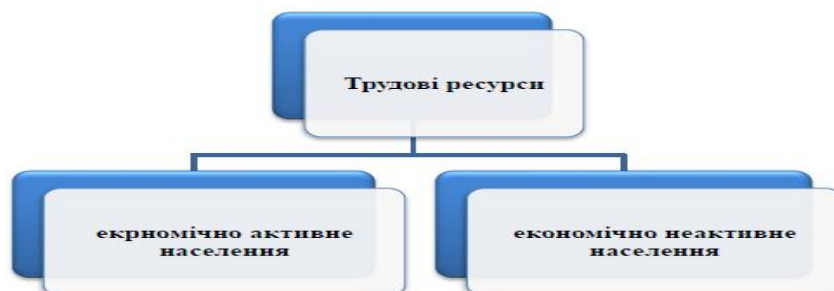 Трудові ресурси
екрномічно активне
населення
економічно неактивне
населення